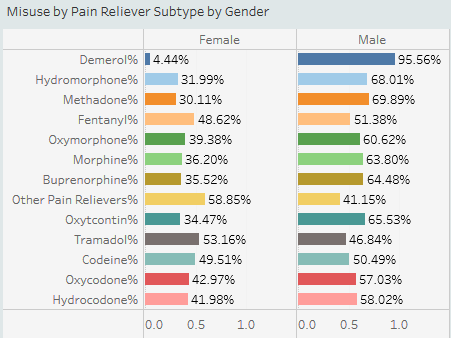 Misuse by Pain Reliever Subtype by Gender
Female Male
Demerol% 4.44% 95.56%
Hydromorphone% 31.99% 68.01%
Methadone% 30.11% 69.89%
Fentanyl% 48.62% 51.38%
Oxymorphone% 39.38% 60.62%
Morphine% 36.20% 63.80%
Buprenorphine% 35.52% 64.48%
Other Pain Relievers% 58.85% 41.15%
Oxytcontin% 34.47% 65.53%
Tramadol% 53.16% 46.84%
Codeine% 49.51% 50.49%
Oxycodone% 42.97% 57.03%
Hydrocodone% 41.98% 58.02%
0.0 0.5 1.0 0.0 0.5 1.0